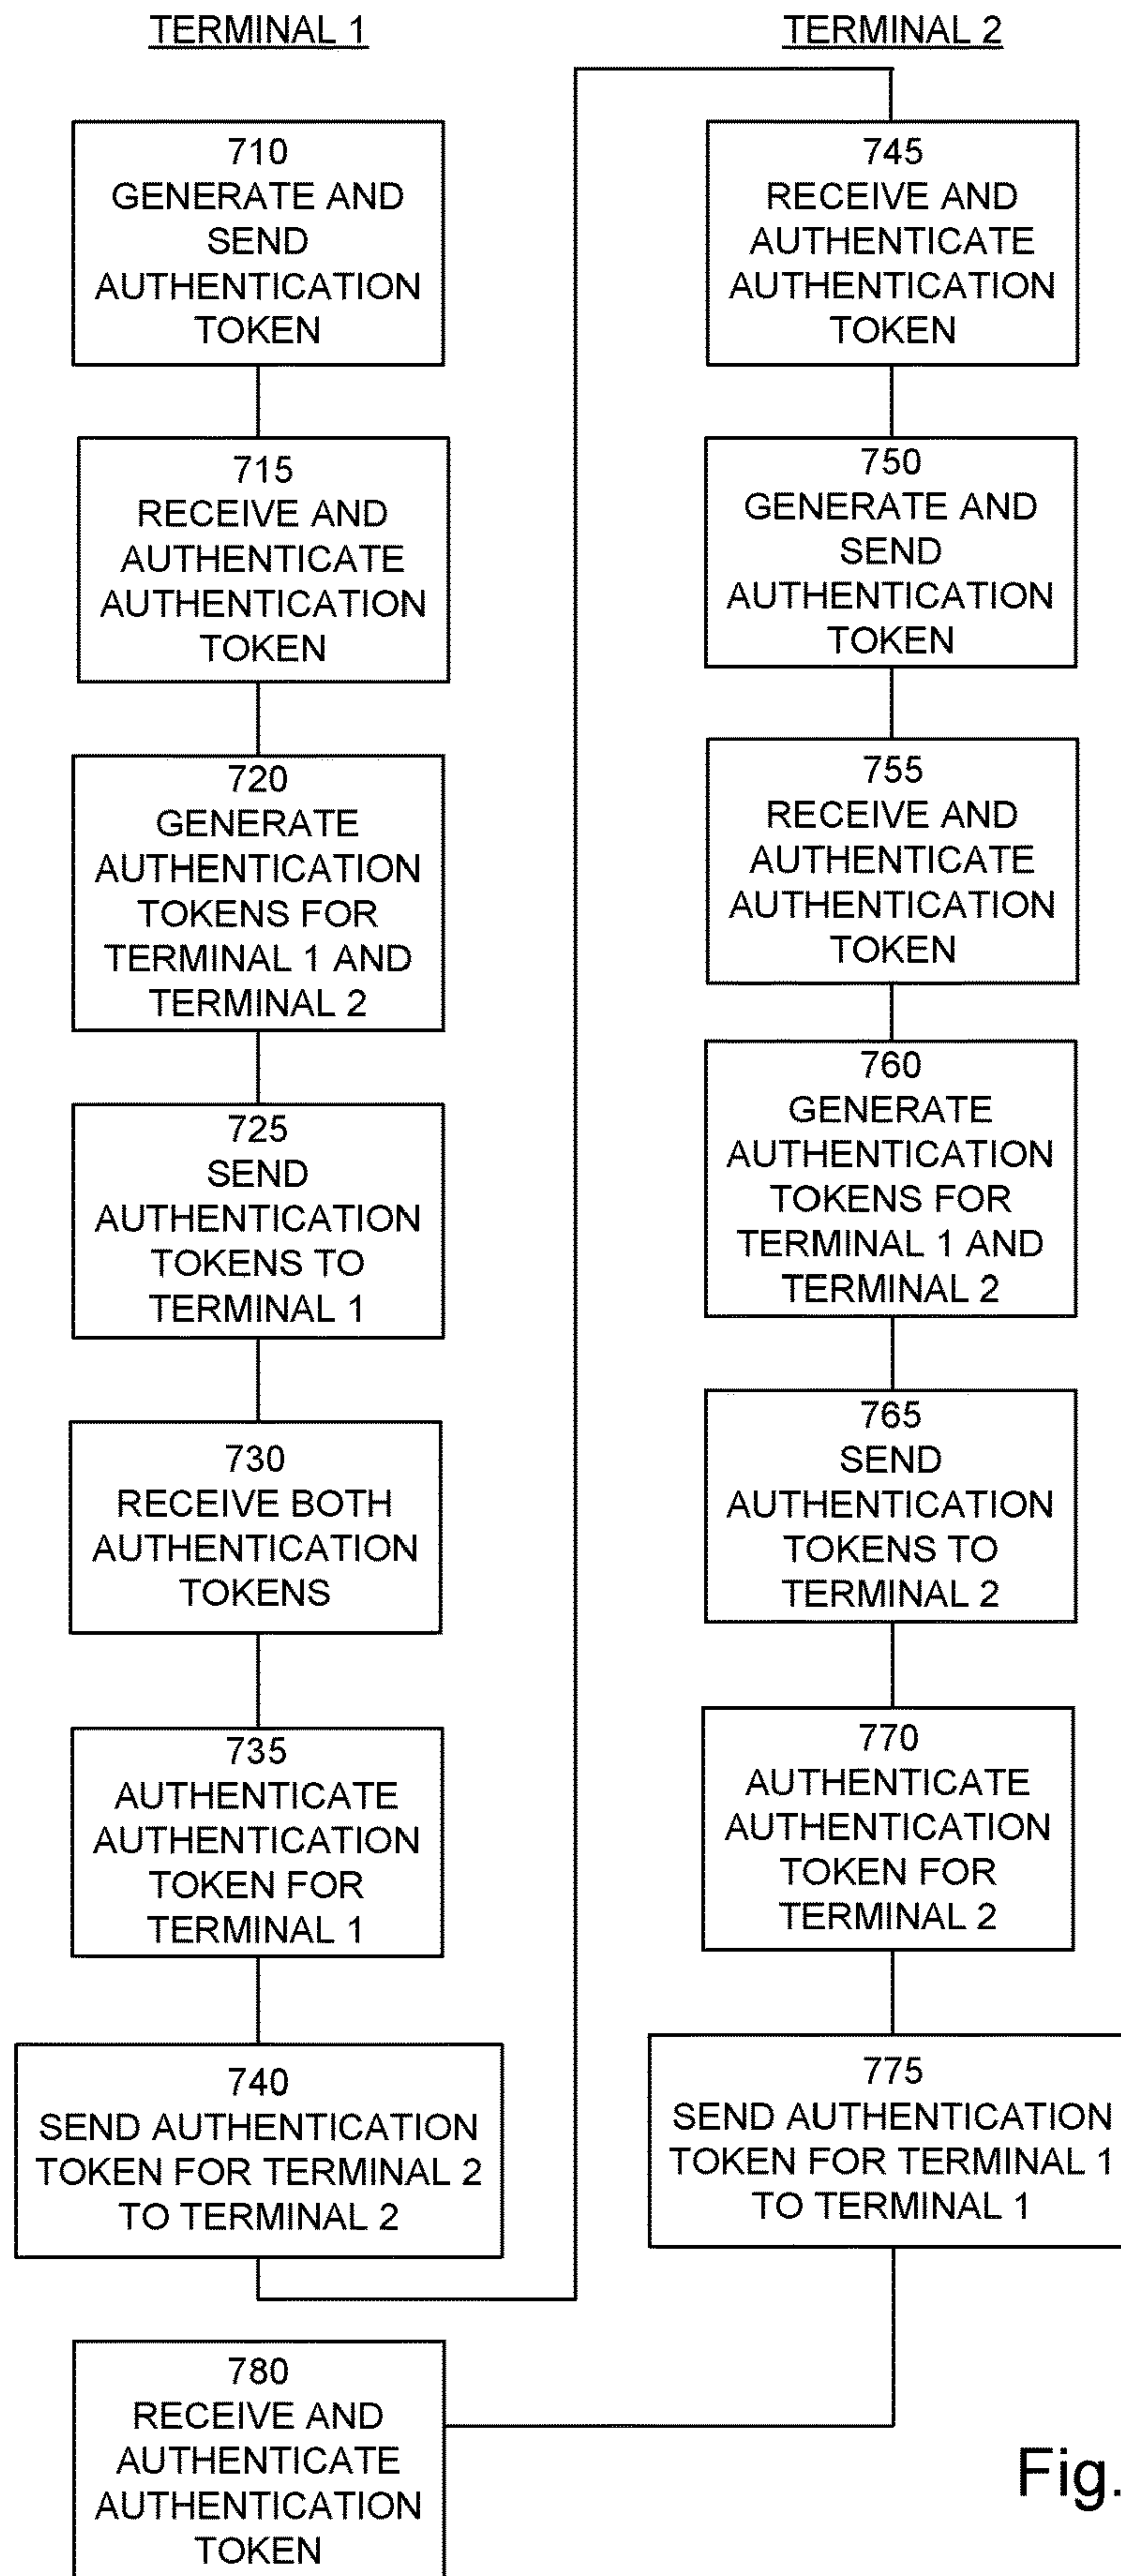 TERMINAL 1
710
GENERATE AND
SEND
AUTHENTICATION
TOKEN
715
RECEIVE AND
AUTHENTICATE
AUTHENTICATION
TOKEN
720
GENERATE
AUTHENTICATION
TOKENS FOR
TERMINAL 1 AND
TERMINAL 2
725
SEND
AUTHENTICATION
TOKENS TO
TERMINAL 1
730
RECEIVE BOTH
AUTHENTICATION
TOKENS
735
AUTHENTICATE
AUTHENTICATION
TOKEN FOR
TERMINAL 1
740
SEND AUTHENTICATION
TOKEN FOR TERMINAL 2
TO TERMINAL 2
TERMINAL 2
745
RECEIVE AND
AUTHENTICATE
AUTHENTICATION
TOKEN
750
GENERATE AND
SEND
AUTHENTICATION
TOKEN
755
RECEIVE AND
AUTHENTICATE
AUTHENTICATION
TOKEN
760
GENERATE
AUTHENTICATION
TOKENS FOR
TERMINAL 1 AND
TERMINAL 2
765
SEND
AUTHENTICATION
TOKENS TO
TERMINAL 2
770
AUTHENTICATE
AUTHENTICATION
TOKEN FOR
TERMINAL 2
775
SEND AUTHENTICATION
TOKEN FOR TERMINAL 1
TO TERMINAL 1
780
RECEIVE AND
AUTHENTICATE
AUTHENTICATION
TOKEN
Fig.